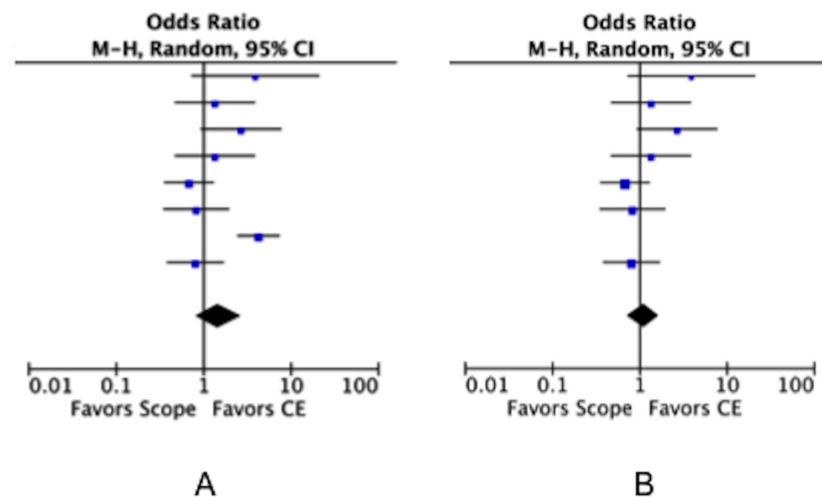 Odds Ratio Odds Ratio
M-H, Random, 95% CI M-H, Random, 95% CI
0.01 0.1 1 10 100 0.01 0.1 1 10 100
Favors Scope Favors CE Favors Scope Favors CE
A B